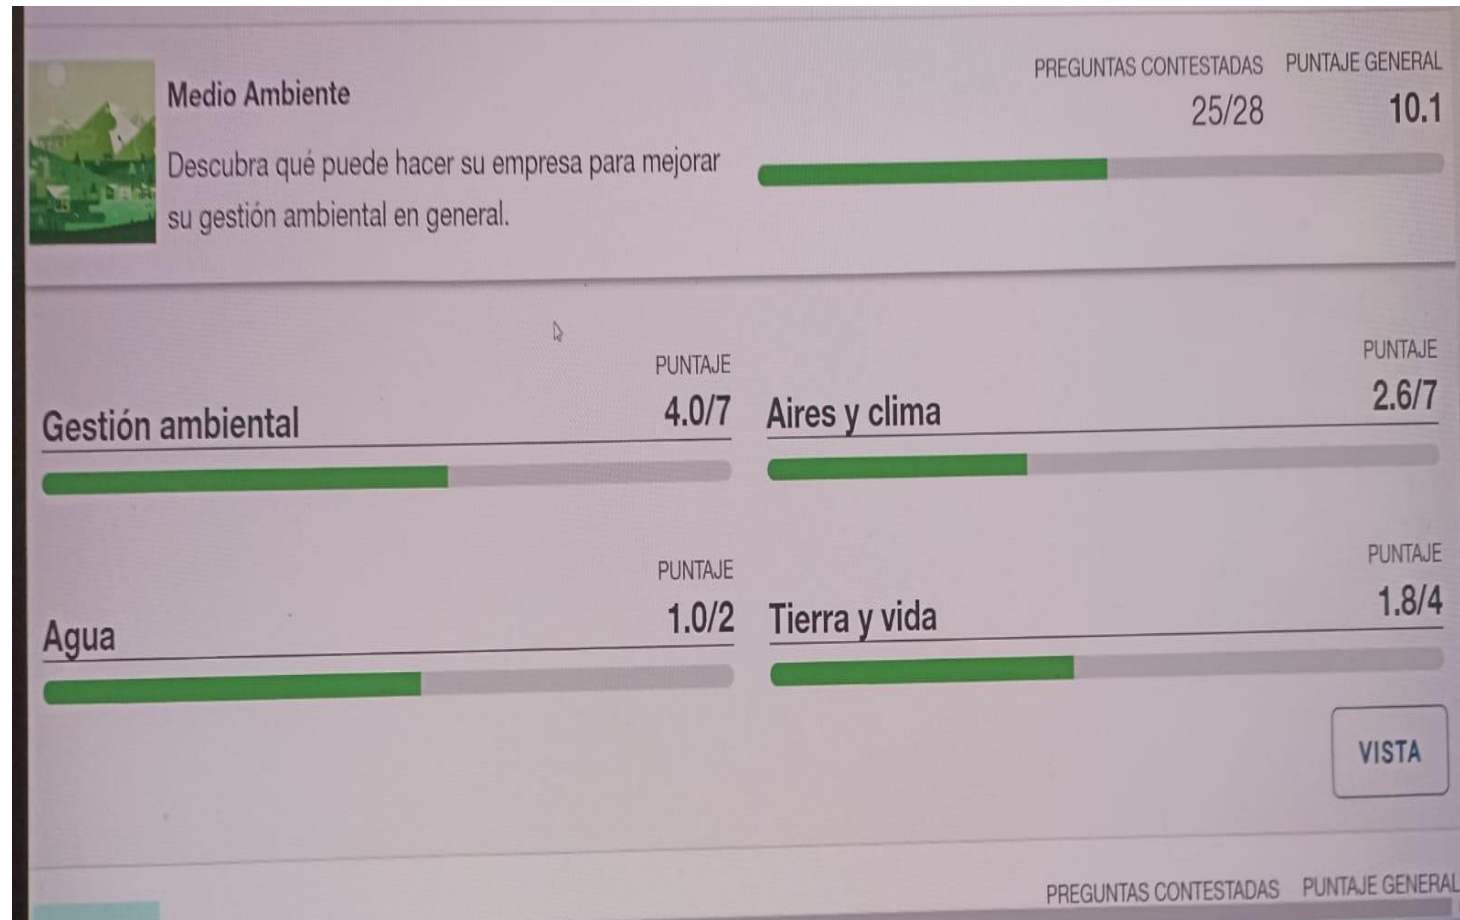 Medio Ambiente
Descubra qué puede hacer su empresa para mejorar
su gestión ambiental en general.
PREGUNTAS CONTESTADAS PUNTAJE GENERAL
25/28 10.1
PUNTAJE
Gestión ambiental 4.0/7
PUNTAJE
Aires y clima 2.6/7
PUNTAJE
Agua 1.0/2
PUNTAJE
Tierra y vida 1.8/4
VISTA
PREGUNTAS CONTESTADAS PUNTAJE GENERAL